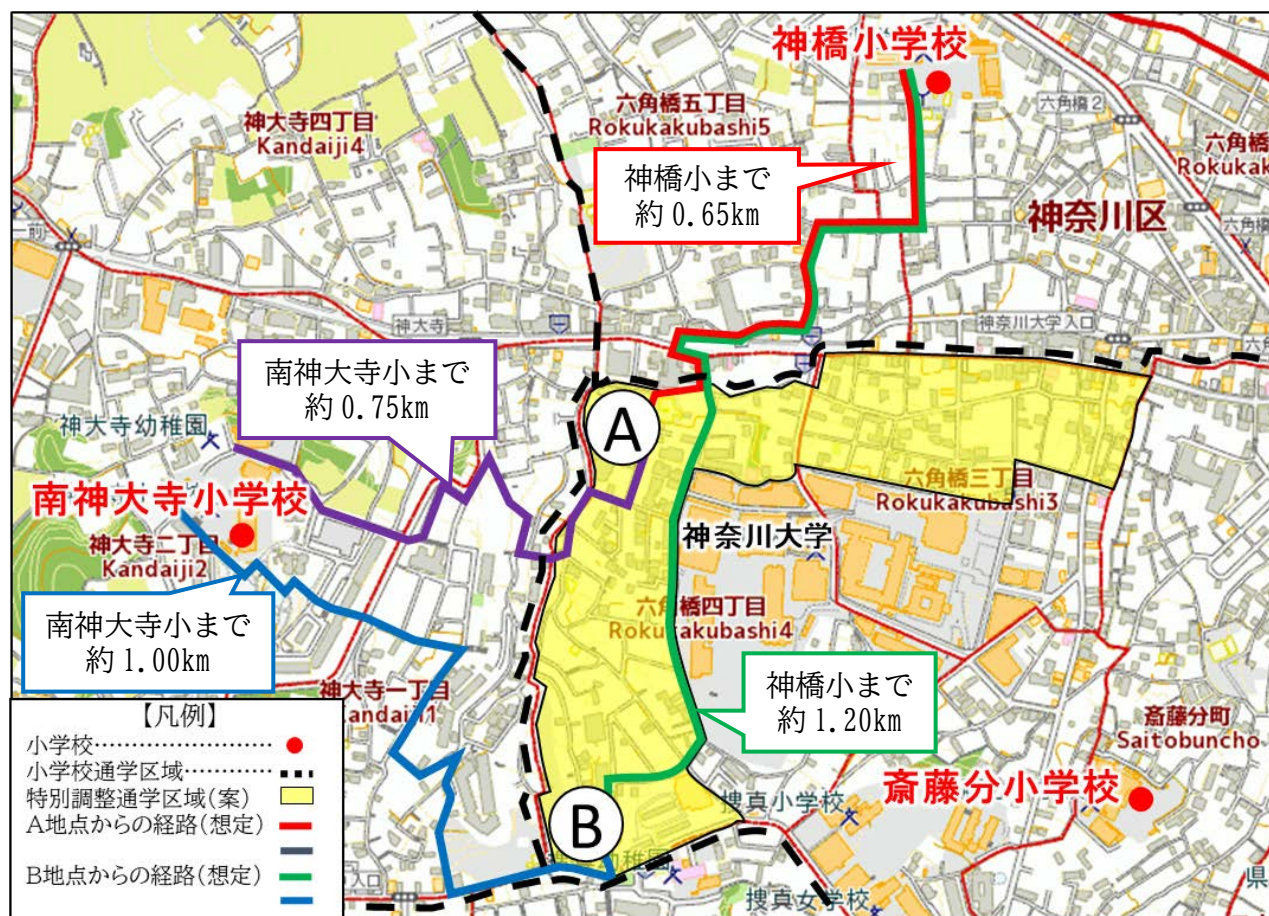 神橋小学校
六角橋五丁目
Rokukakubashi5
六角橋2
神大寺四丁目
Kandaiji4
六角橋
Rokukak
神橋小まで
約0.65km
神奈川区
神大寺
神奈川大学入口
南神大寺小まで
約0.75km
神大寺幼稚園
A
南神大寺小学校
六角橋三丁目
Rokukakubashi3
神奈川大学
神大寺二丁目
Kandaiji2
六角橋四丁目
Rokukakubashi4
南神大寺小まで
約1.00km
神大寺一丁目
Kandaiji1
神橋小まで
約1.20km
斎藤分町
Saitobuncho
斎藤分小学校
捜真小学校
B
幼稚園
捜真女学校
県
入口
【凡例】
小学校
小学校通学区域
特別調整通学区域(案)
A地点からの経路(想定)
B地点からの経路(想定)